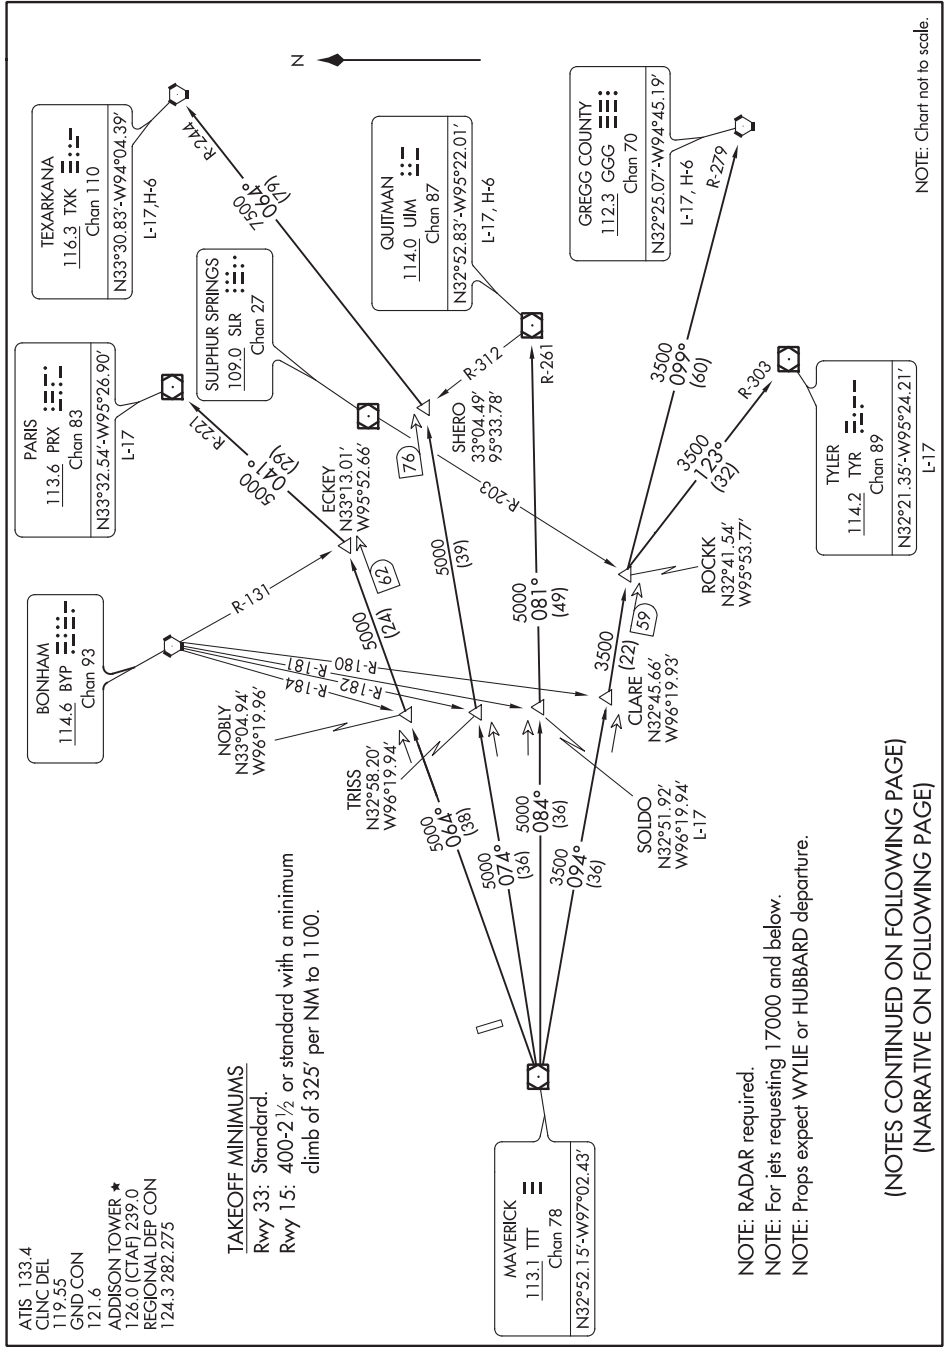 ATIS 133.4
CLNC DEL
119.55
GND CON
121.6
ADDISON TOWER ★
126.0 (CTAF) 239.0
REGIONAL DEP CON
124.3 282.275
TAKEOFF MINIMUMS
Rwy 33: Standard.
Rwy 15: 400-2½ or standard with a minimum
climb of 325' per NM to 1100.
BONHAM
114.6 BYP
Chan 93
PARIS
113.6 PRX
Chan 83
N33°32.54'-W95°26.90'
L-17
TEXARKANA
116.3 TXK
Chan 110
N33°30.83'-W94°04.39'
L-17,H-6
SULPHUR SPRINGS
109.0 SLR
Chan 27
QUITMAN
114.0 UIM
Chan 87
N32°52.83'-W95°22.01'
L-17, H-6
GREGG COUNTY
112.3 GGG
Chan 70
N32°25.07'-W94°45.19'
L-17, H-6
TYLER
114.2 TYR
Chan 89
N32°21.35'-W95°24.21'
L-17
MAVERICK
113.1 TTT
Chan 78
N32°52.15'-W97°02.43'
N
NOBLY
N33°04.94'
W96°19.96'
TRISS
N32°58.20'
W96°19.94'
SOLDO
N32°51.92'
W96°19.94'
L-17
CLARE
N32°45.66'
W96°19.93'
ECKEY
N33°13.01'
W95°52.66'
SHERO
33°04.49'
95°33.78'
ROCKK
N32°41.54'
W95°53.77'
R-131
R-180
R-181
R-182
R-184
R-221
R-244
R-312
R-261
R-203
R-279
R-303
5000
064°
(38)
5000
074°
(36)
5000
084°
(36)
3500
094°
(36)
5000
(24)
62
5000
041°
(29)
5000
(39)
76
7500
064°
(79)
5000
081°
(49)
3500
(22)
59
3500
099°
(60)
3500
123°
(32)
NOTE: RADAR required.
NOTE: For jets requesting 17000 and below.
NOTE: Props expect WYLIE or HUBBARD departure.
(NOTES CONTINUED ON FOLLOWING PAGE)
(NARRATIVE ON FOLLOWING PAGE)
NOTE: Chart not to scale.